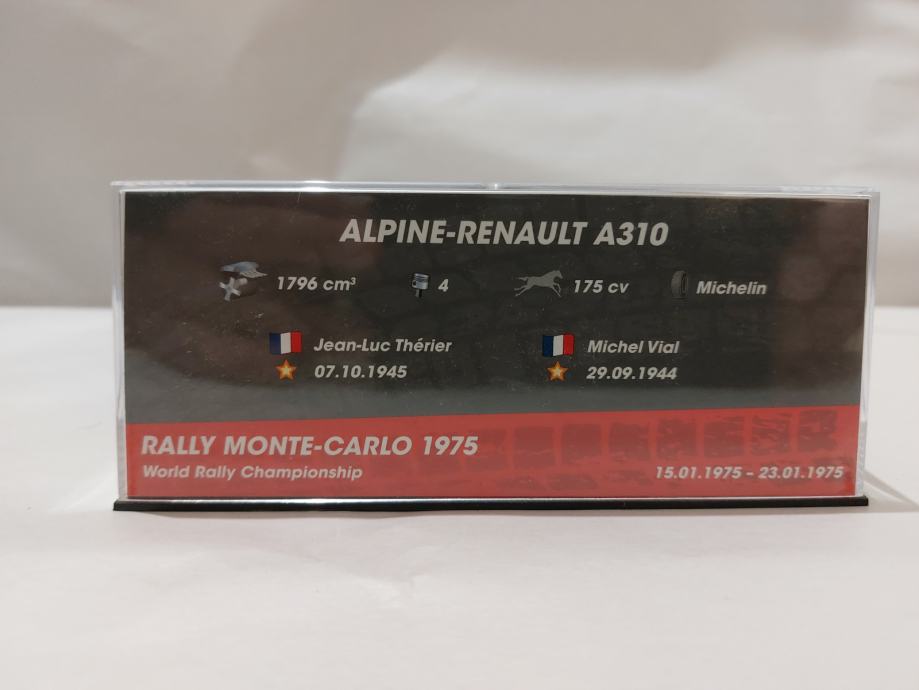 ALPINE-RENAULT A310
1796 cm³ 4 175 cv Michelin
Jean-Luc Thérier Michel Vial
07.10.1945 29.09.1944
RALLY MONTE-CARLO 1975
World Rally Championship 15.01.1975 - 23.01.1975